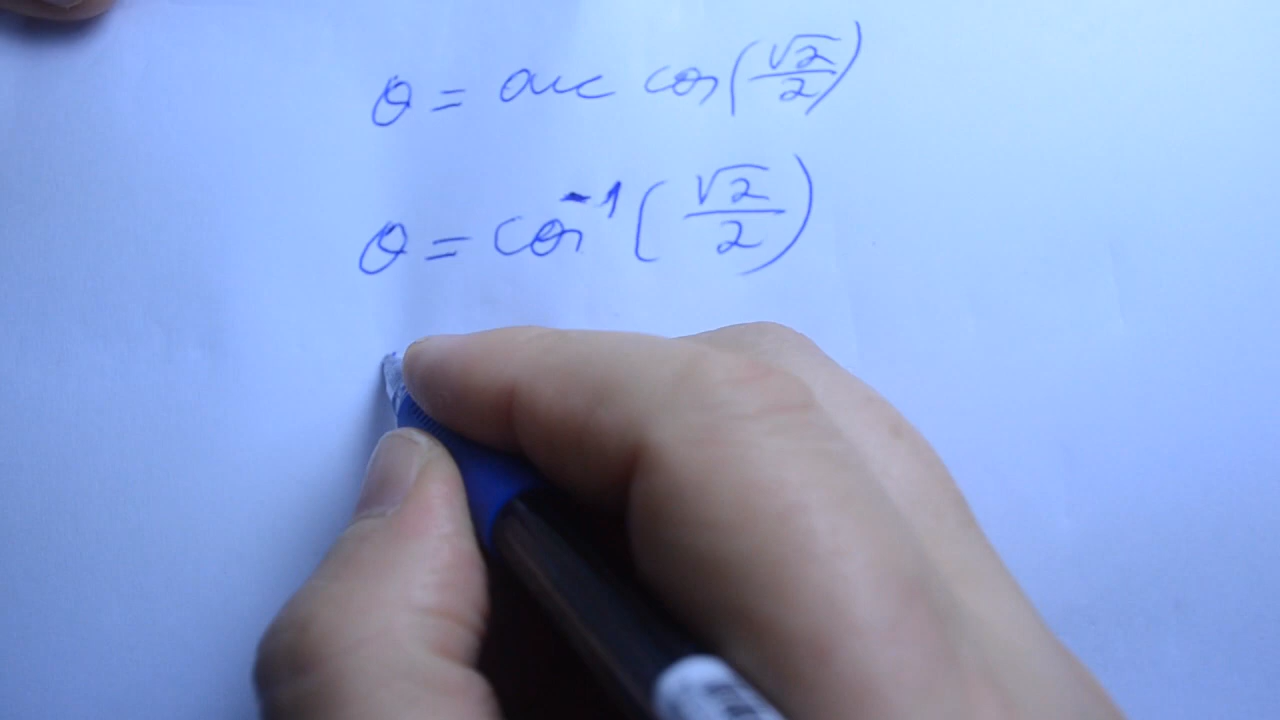 θ = arc cos(√2/2)
θ = cos⁻¹(√2/2)